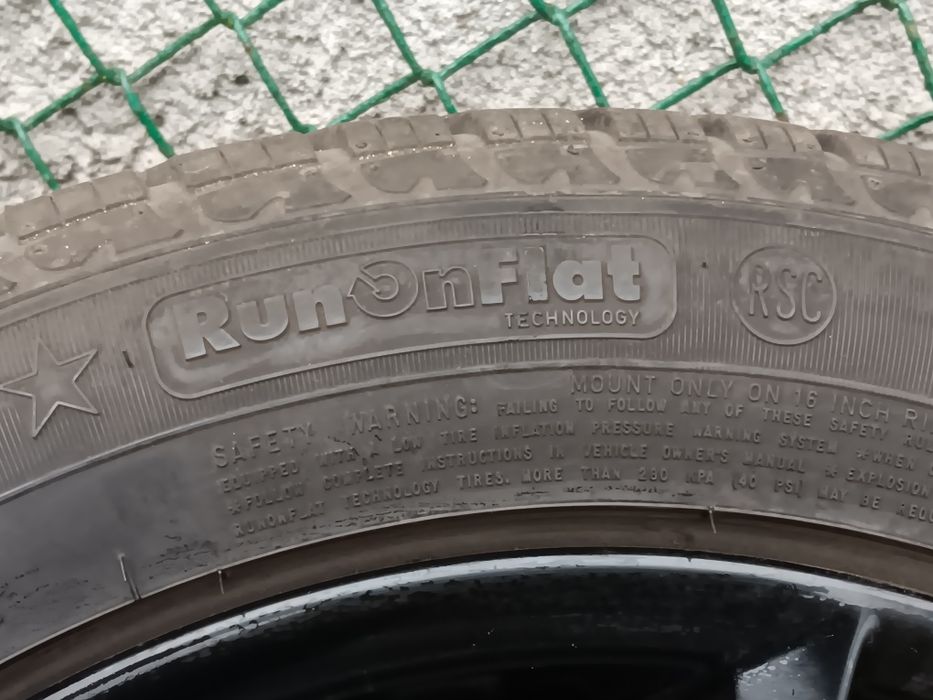 RunOnFlat
TECHNOLOGY
RSC
MOUNT ONLY ON 16 INCH
SAFETY WARNING: FAILING TO FOLLOW ANY OF THESE SAFETY
EQUIPPED WITH A LOW TIRE INFLATION PRESSURE WARNING SYSTEM *WHEN
*FOLLOW COMPLETE INSTRUCTIONS IN VEHICLE OWNER'S MANUAL * EXPLOSION
RUNONFLAT TECHNOLOGY TIRES. MORE THAN 280 KPA (40 PSI) MAY BE